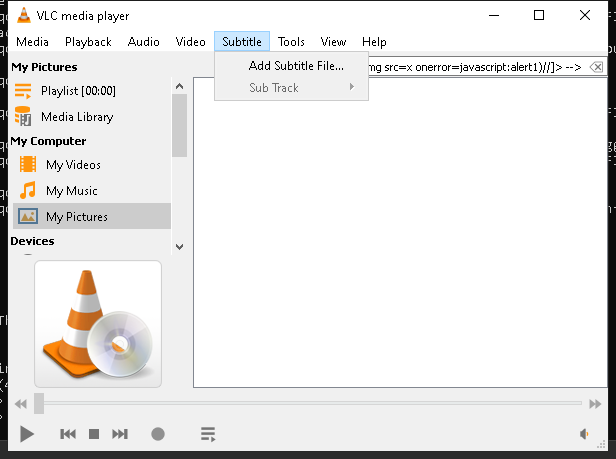 VLC media player
Media Playback Audio Video Subtitle Tools View Help
Add Subtitle File...
Sub Track
My Pictures
mg src=x onerror=javascript:alert1)//]> -->
Playlist [00:00]
Media Library
My Computer
My Videos
My Music
My Pictures
Devices